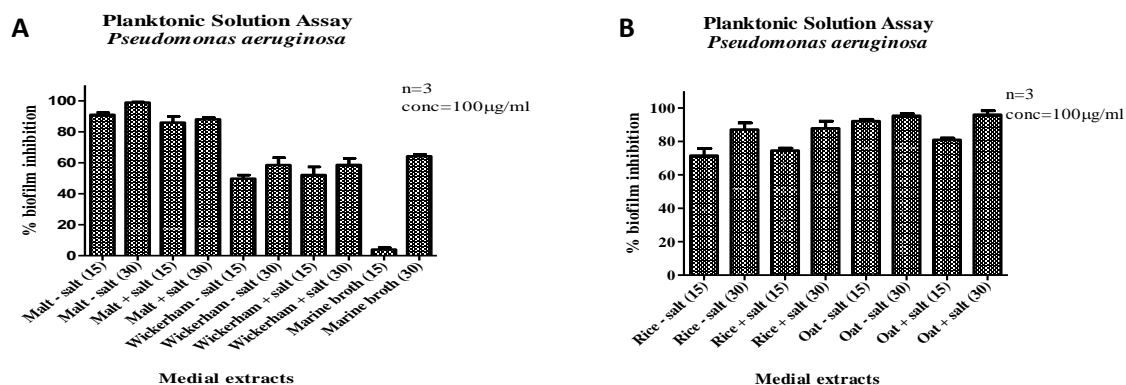 A
Planktonic Solution Assay
Pseudomonas aeruginosa
n=3
conc=100μg/ml
% biofilm inhibition
100
80
60
40
20
0
Malt - salt (15)
Malt - salt (30)
Malt + salt (15)
Malt + salt (30)
Wickerham - salt (15)
Wickerham - salt (30)
Wickerham + salt (15)
Wickerham + salt (30)
Marine broth (15)
Marine broth (30)
Medial extracts
B
Planktonic Solution Assay
Pseudomonas aeruginosa
n=3
conc=100μg/ml
% biofilm inhibition
100
80
60
40
20
0
Rice - salt (15)
Rice - salt (30)
Rice + salt (15)
Rice + salt (30)
Oat - salt (15)
Oat - salt (30)
Oat + salt (15)
Oat + salt (30)
Medial extracts